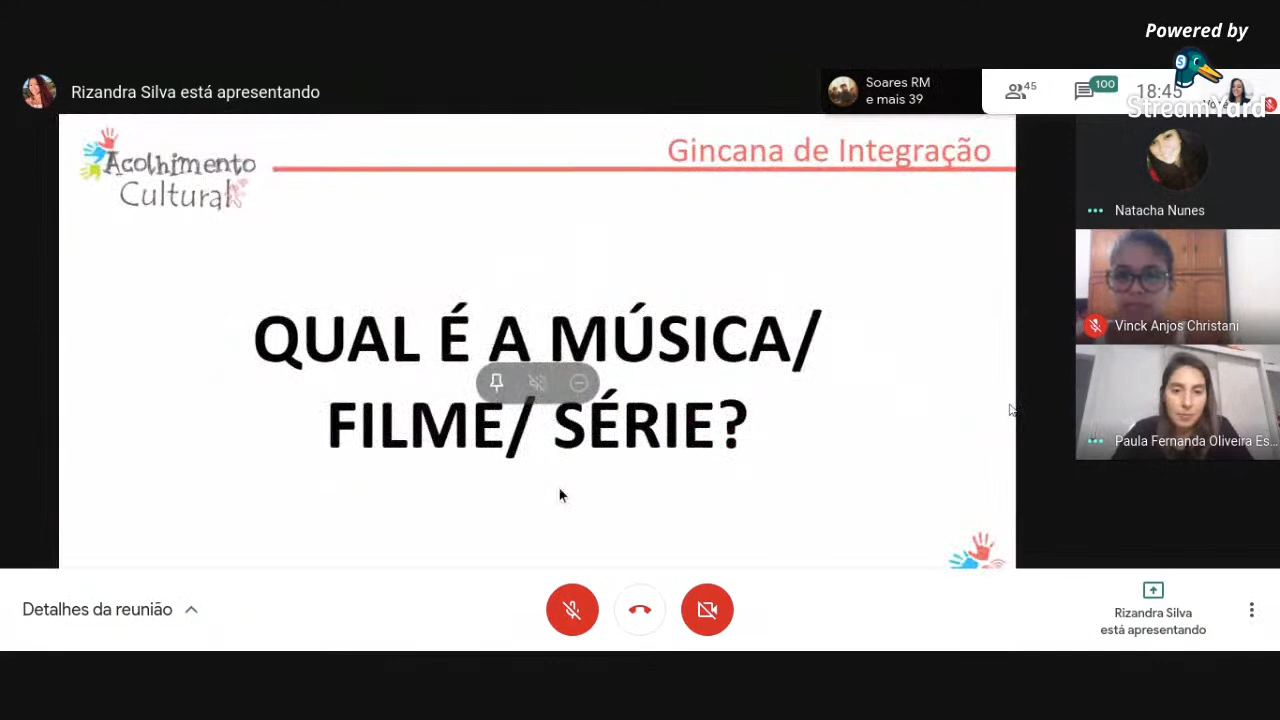 Powered by
StreamYard
Rizandra Silva está apresentando
Soares RM
e mais 39
45
100
18:45
Acolhimento
Cultural
Gincana de Integração
Natacha Nunes
QUAL É A MÚSICA/
FILME/ SÉRIE?
Vinck Anjos Christani
Paula Fernanda Oliveira Es...
Detalhes da reunião
Rizandra Silva
está apresentando